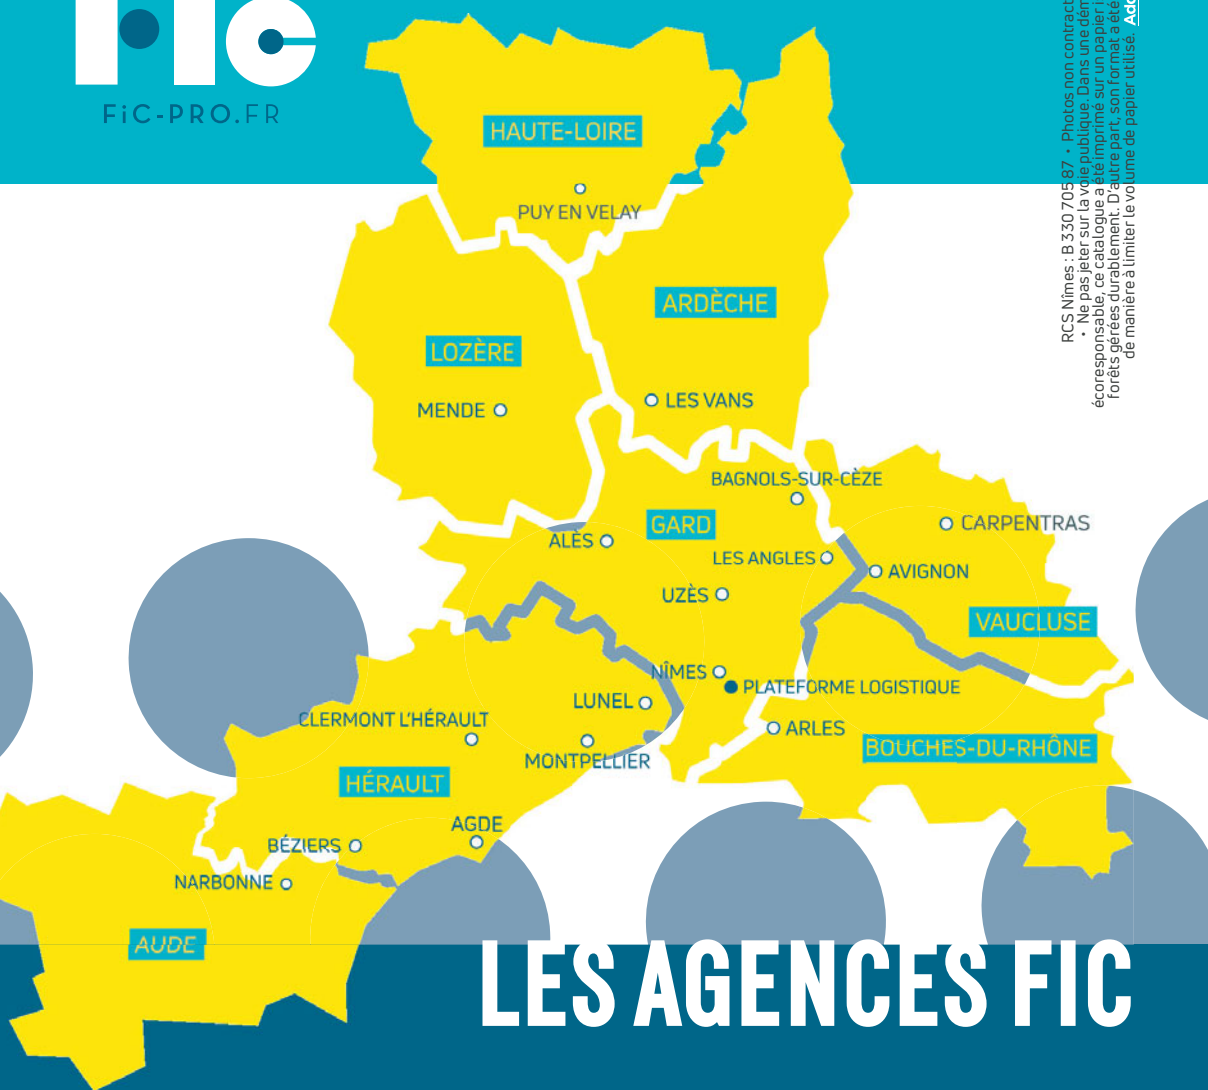 FiC
FiC-PRO.FR
HAUTE-LOIRE
PUY EN VELAY
ARDÈCHE
LOZÈRE
LES VANS
MENDE
BAGNOLS-SUR-CÈZE
GARD
CARPENTRAS
ALÈS
LES ANGLES
AVIGNON
UZÈS
VAUCLUSE
NÎMES
PLATEFORME LOGISTIQUE
LUNEL
CLERMONT L'HÉRAULT
ARLES
BOUCHES-DU-RHÔNE
MONTPELLIER
HÉRAULT
AGDE
BÉZIERS
NARBONNE
AUDE
LES AGENCES FIC
RCS Nîmes : B 330 705 87 • Photos non contract
• Ne pas jeter sur la voie publique. Dans une dém
écoresponsable, ce catalogue a été imprimé sur un papier i
forêts gérées durablement. D'autre part, son format a été
de manière à limiter le volume de papier utilisé. Ado